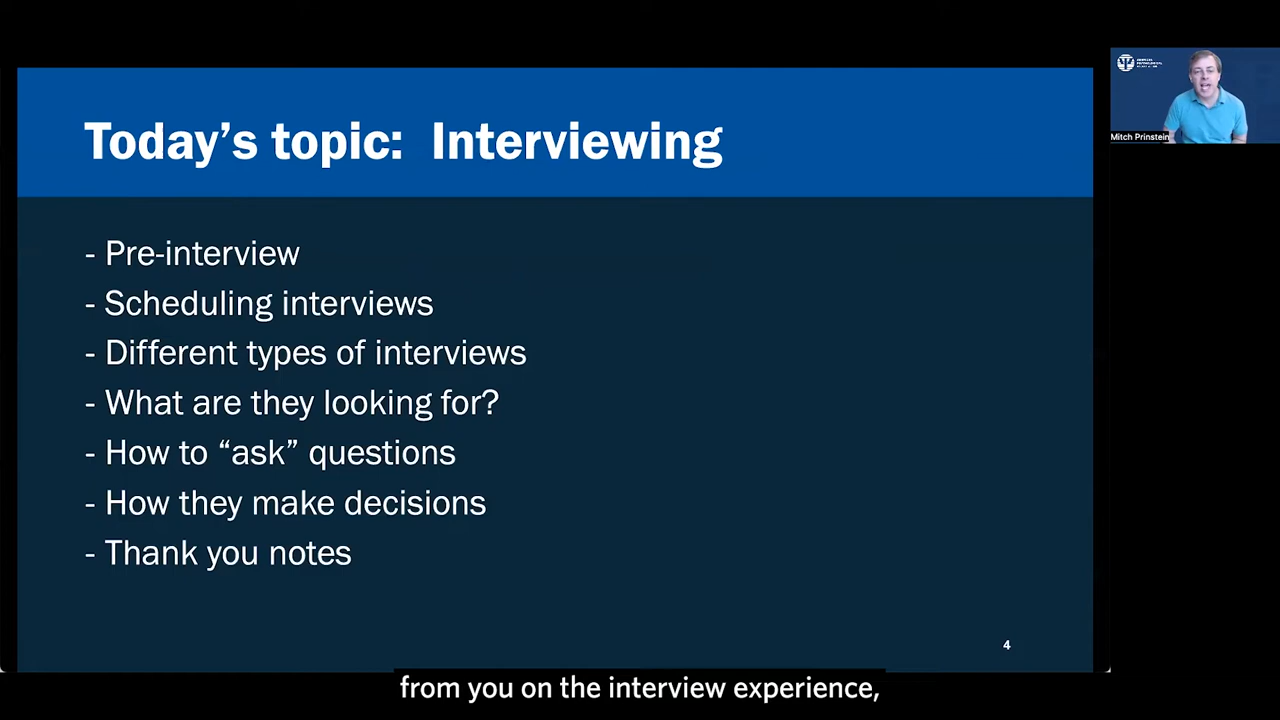 Today's topic: Interviewing
- Pre-interview
- Scheduling interviews
- Different types of interviews
- What are they looking for?
- How to “ask” questions
- How they make decisions
- Thank you notes
4
Mitch Prinstein
from you on the interview experience,